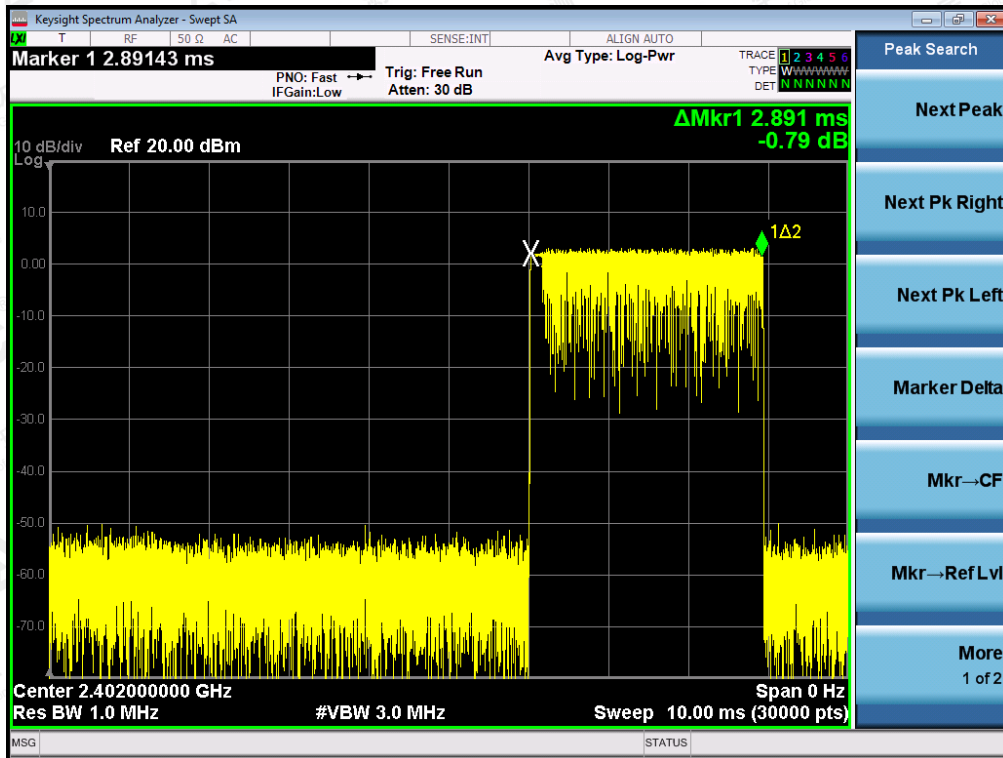 Keysight Spectrum Analyzer - Swept SA
LXI T RF 50 Ω AC SENSE:INT ALIGN AUTO
Marker 1 2.89143 ms
PNO: Fast
IFGain:Low
Trig: Free Run
Atten: 30 dB
Avg Type: Log-Pwr
TRACE 1 2 3 4 5 6
TYPE W W W W W W
DET N N N N N N
ΔMkr1 2.891 ms
-0.79 dB
10 dB/div Ref 20.00 dBm
Log
10.0
0.00
-10.0
-20.0
-30.0
-40.0
-50.0
-60.0
-70.0
X
1Δ2
Center 2.402000000 GHz Span 0 Hz
Res BW 1.0 MHz #VBW 3.0 MHz Sweep 10.00 ms (30000 pts)
MSG STATUS
Peak Search
Next Peak
Next Pk Right
Next Pk Left
Marker Delta
Mkr→CF
Mkr→Ref Lvl
More
1 of 2